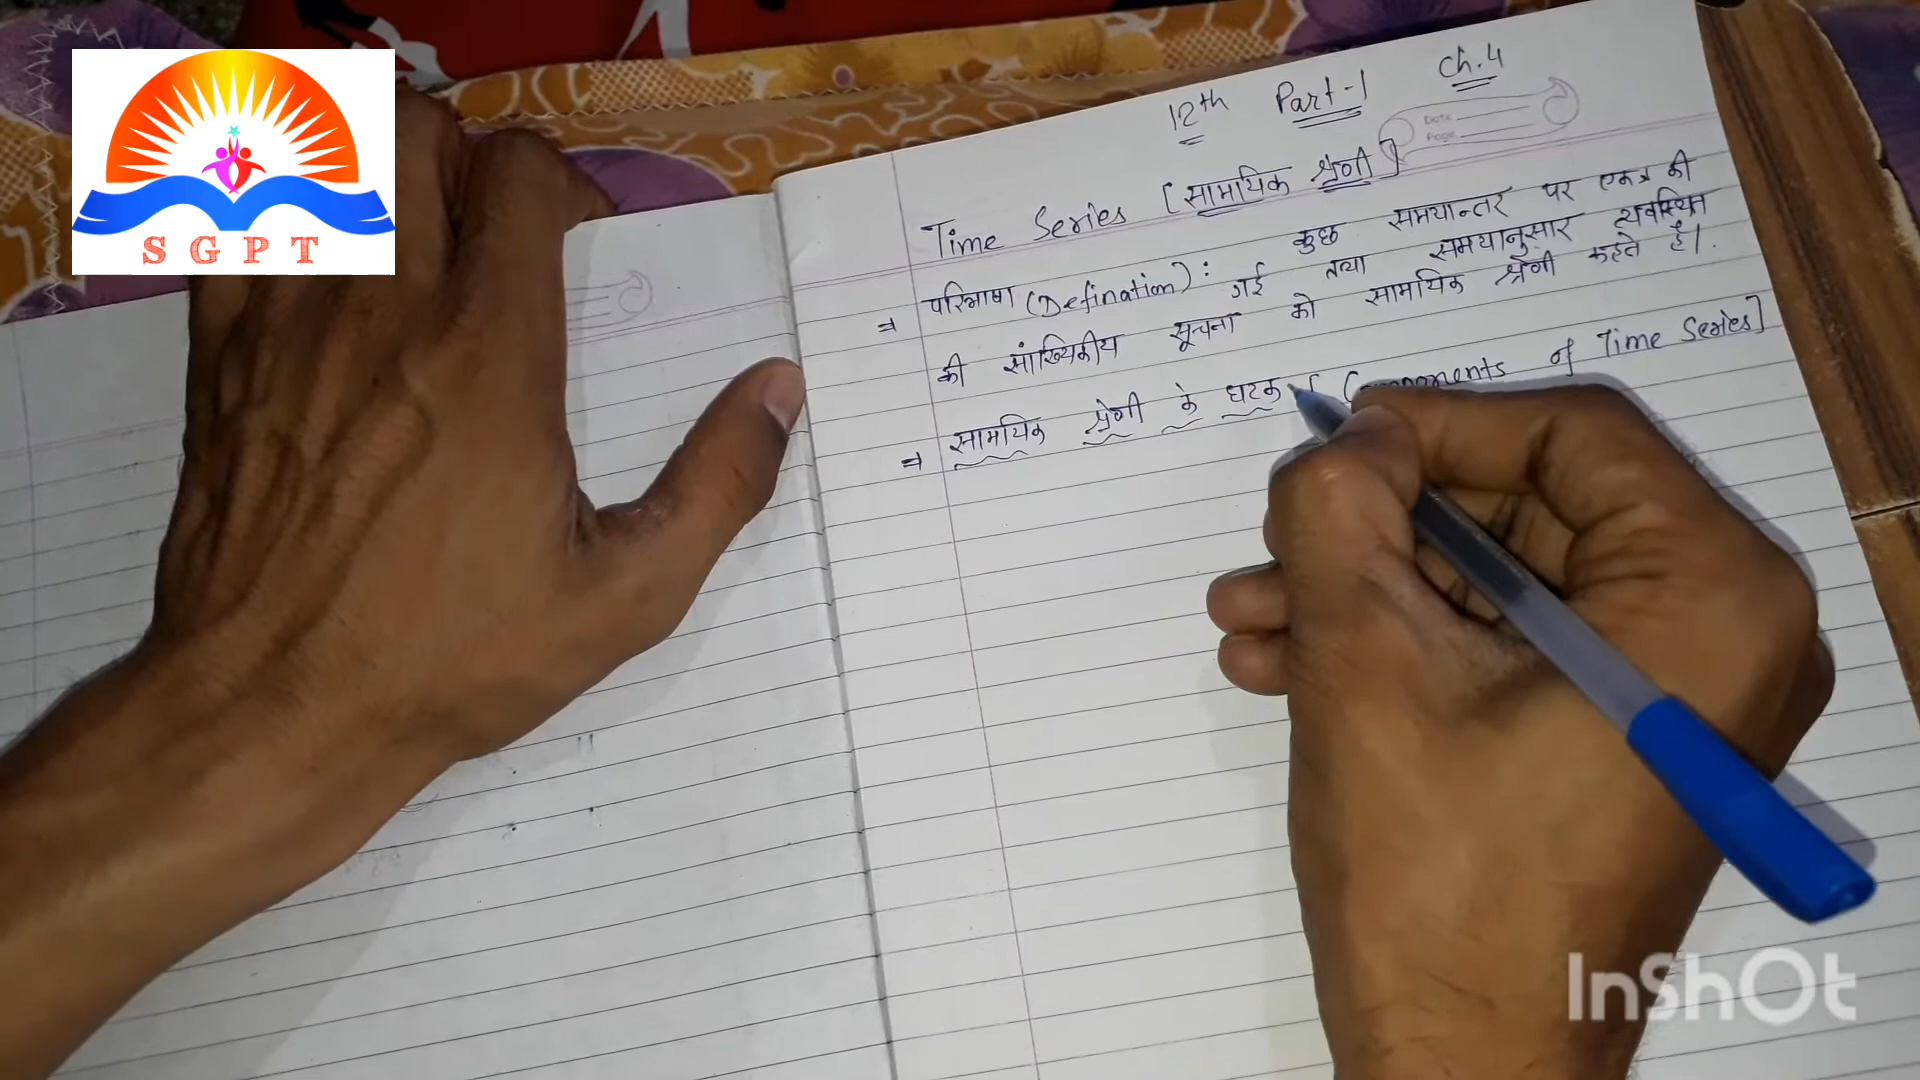 S G P T
12th Part-1 Ch.4
Date
Page
Time Series [सामयिक श्रेणी]
⇒ परिभाषा (Defination) : कुछ समयान्तर पर एकत्र की
गई तथा समयानुसार व्यवस्थित
की सांख्यिकीय सूचना को सामयिक श्रेणी कहते है।.
⇒ सामयिक श्रेणी के घटक [Components of Time Series]
InShOt